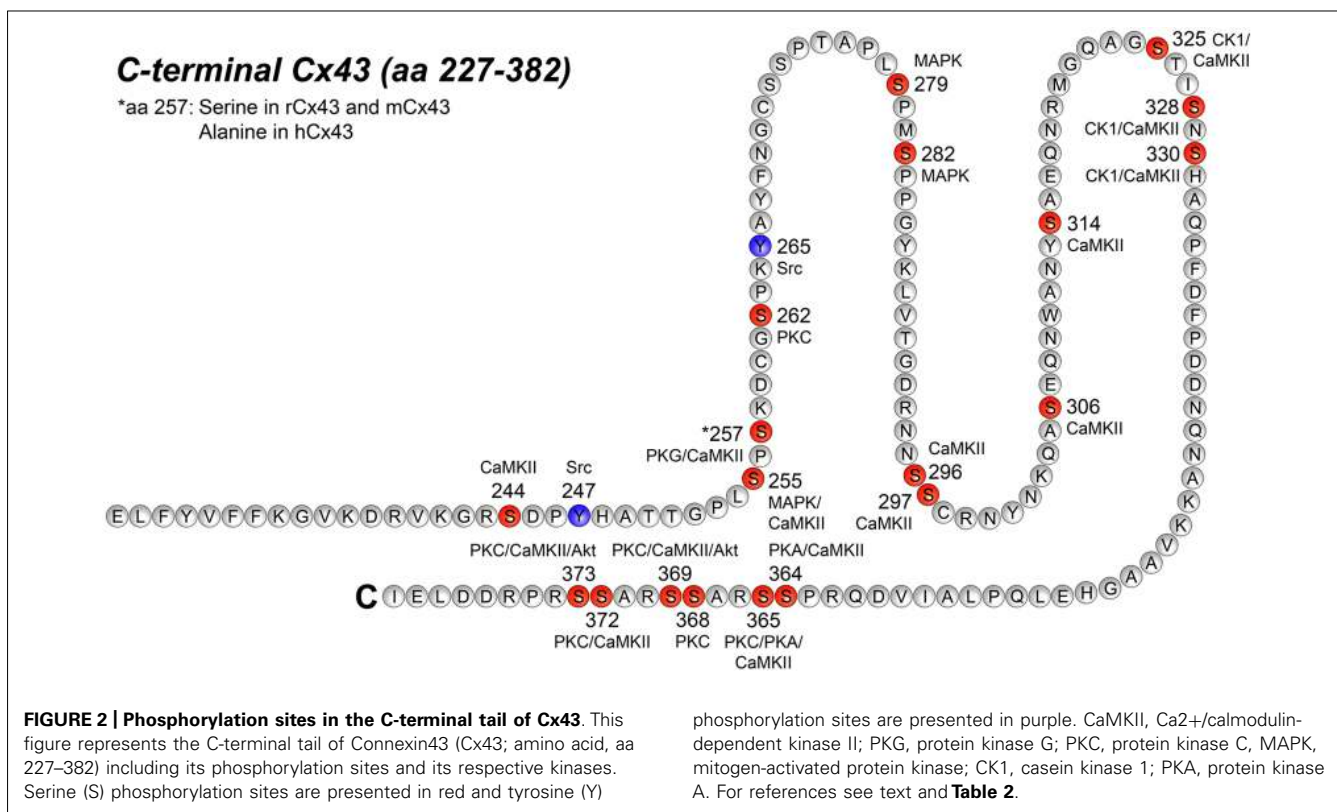 C-terminal Cx43 (aa 227-382)
*aa 257: Serine in rCx43 and mCx43
Alanine in hCx43
ELFYVFFKGVKDRVKGRSDPYHATTGPLSPSKDCGSPKYAYFNGCSSPTAPLSPMSPPGYKLVTGDRNNSSCRNYNKQASEQNWANYSAEQNRMGQAGSTISNSHAQPFDFPDDNQNAKKVAAGHELQPLAIVDQRPSSRASSRASSRPRDLEI
C
CaMKII
244
Src
247
255
MAPK/
CaMKII
*257
PKG/CaMKII
262
PKC
265
Src
MAPK
279
282
MAPK
CaMKII
296
297
CaMKII
306
CaMKII
314
CaMKII
325 CK1/
CaMKII
328
CK1/CaMKII
330
CK1/CaMKII
PKC/CaMKII/Akt PKC/CaMKII/Akt PKA/CaMKII
373 369 364
372 368 365
PKC/CaMKII PKC PKC/PKA/
CaMKII
FIGURE 2 | Phosphorylation sites in the C-terminal tail of Cx43. This
figure represents the C-terminal tail of Connexin43 (Cx43; amino acid, aa
227–382) including its phosphorylation sites and its respective kinases.
Serine (S) phosphorylation sites are presented in red and tyrosine (Y)
phosphorylation sites are presented in purple. CaMKII, Ca2+/calmodulin-
dependent kinase II; PKG, protein kinase G; PKC, protein kinase C, MAPK,
mitogen-activated protein kinase; CK1, casein kinase 1; PKA, protein kinase
A. For references see text and Table 2.